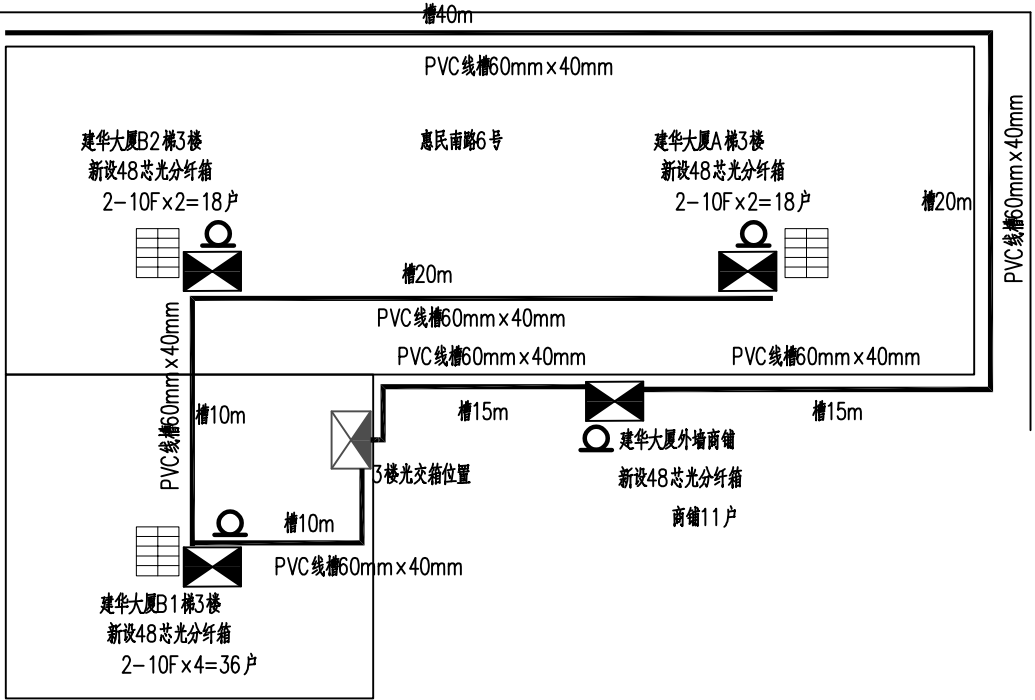 槽40m
PVC线槽60mm×40mm
建华大厦B2梯3楼
新设48芯光分纤箱
2-10F×2=18户
惠民南路6号
建华大厦A梯3楼
新设48芯光分纤箱
2-10F×2=18户
槽20m
PVC线槽60mm×40mm
槽20m
PVC线槽60mm×40mm
PVC线槽60mm×40mm
PVC线槽60mm×40mm
PVC线槽60mm×40mm
槽10m
槽15m
槽15m
建华大厦外墙商铺
新设48芯光分纤箱
商铺11户
3楼光交箱位置
槽10m
PVC线槽60mm×40mm
建华大厦B1梯3楼
新设48芯光分纤箱
2-10F×4=36户